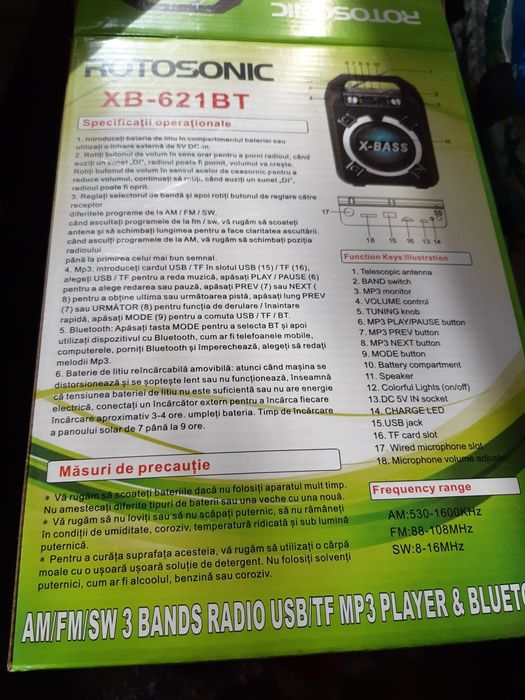 ROTOSONIC
ROTOSONIC
XB-621BT
Specificații operaționale
1. Introduceți bateria de litiu în compartimentul bateriei sau
utilizați o intrare externă de 5V DC-in.
2. Rotiți butonul de volum în sens orar pentru a porni radioul, când
auziți un sunet „DI", radioul poate fi pornit, volumul va crește.
Rotiți butonul de volum în sensul acelor de ceasornic pentru a
reduce volumul, continuați să rotiți, când auziți un sunet „DI",
radioul poate fi oprit.
3. Reglați selectorul de bandă și apoi rotiți butonul de reglare către
receptor
diferitele programe de la AM / FM / SW.
când ascultați programele de la fm / sw, vă rugăm să scoateți
antena și să schimbați lungimea pentru a face claritatea ascultării.
când asculți programele de la AM, vă rugăm să schimbați poziția
radioului
până la primirea celui mai bun semnal.
4. Mp3: introduceți cardul USB / TF în slotul USB (15) / TF (16),
alegeți USB / TF pentru a reda muzică, apăsați PLAY / PAUSE (6)
pentru a alege redarea sau pauză, apăsați PREV (7) sau NEXT (
8) pentru a obține ultima sau următoarea pistă, apăsați lung PREV
(7) sau URMĂTOR (8) pentru funcția de derulare / înaintare
rapidă, apăsați MODE (9) pentru a comuta USB / TF / BT.
5. Bluetooth: Apăsați tasta MODE pentru a selecta BT și apoi
utilizați dispozitivul cu Bluetooth, cum ar fi telefoanele mobile,
computerele, porniți Bluetooth și împerechează, alegeți să redați
melodii Mp3.
6. Baterie de litiu reîncărcabilă amovibilă: atunci când mașina se
distorsionează și se șoptește lent sau nu funcționează, înseamnă
că tensiunea bateriei de litiu nu este suficientă sau nu are energie
electrică, conectați un încărcător extern pentru a încărca fiecare
încărcare aproximativ 3-4 ore. umpleți bateria. Timp de încărcare
a panoului solar de 7 până la 9 ore.
X-BASS
17
18 15 16 13 14
11
Function Keys Illustration
1. Telescopic antenna
2. BAND switch
3. MP3 monitor
4. VOLUME control
5. TUNING knob
6. MP3 PLAY/PAUSE button
7. MP3 PREV button
8. MP3 NEXT button
9. MODE button
10. Battery compartment
11. Speaker
12. Colorful Lights (on/off)
13.DC 5V IN socket
14. CHARGE LED
15.USB jack
16. TF card slot
17. Wired microphone slot
18. Microphone volume
Măsuri de precauție
* Vă rugăm să scoateți bateriile dacă nu folosiți aparatul mult timp.
Nu amestecați diferite tipuri de baterii sau una veche cu una nouă.
* Vă rugăm să nu loviți sau să nu scăpați puternic, să nu rămâneți
în condiții de umiditate, coroziv, temperatură ridicată și sub lumină
puternică.
* Pentru a curăța suprafața acesteia, vă rugăm să utilizați o cârpă
moale cu o ușoară ușoară soluție de detergent. Nu folosiți solvenți
puternici, cum ar fi alcoolul, benzină sau coroziv.
Frequency range
AM:530-1600KHz
FM:88-108MHz
SW:8-16MHz
AM/FM/SW 3 BANDS RADIO USB/TF MP3 PLAYER & BLUETO